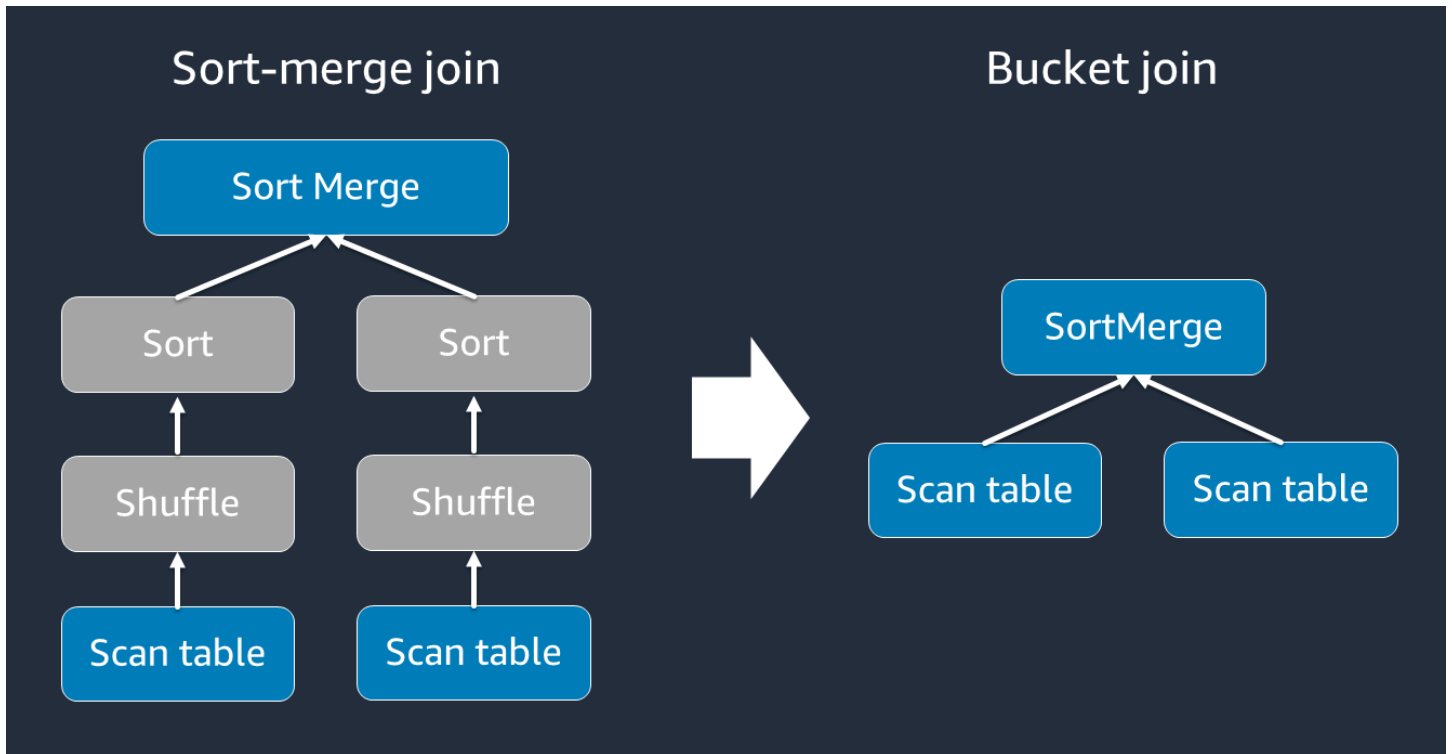 Sort-merge join
Bucket join
Sort Merge
Sort
Sort
SortMerge
Shuffle
Shuffle
Scan table
Scan table
Scan table
Scan table